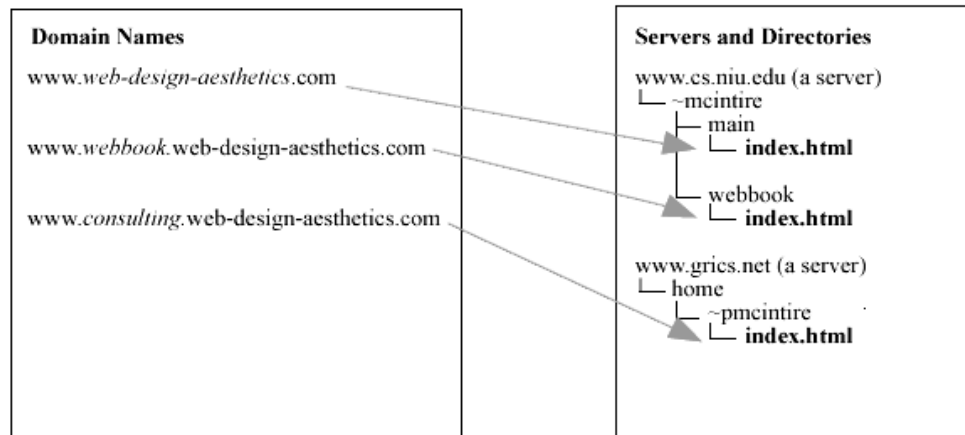 Domain Names
www.web-design-aesthetics.com
www.webbook.web-design-aesthetics.com
www.consulting.web-design-aesthetics.com
Servers and Directories
www.cs.niu.edu (a server)
~mcintire
main
index.html
webbook
index.html
www.grics.net (a server)
home
~pmcintire
index.html